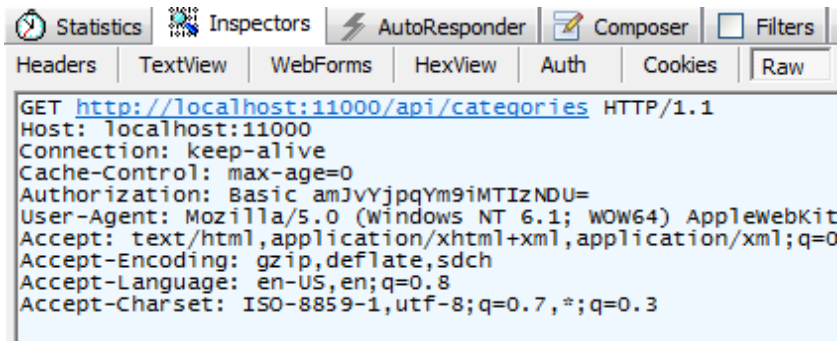 Statistics Inspectors AutoResponder Composer Filters
Headers TextView WebForms HexView Auth Cookies Raw
GET http://localhost:11000/api/categories HTTP/1.1
Host: localhost:11000
Connection: keep-alive
Cache-Control: max-age=0
Authorization: Basic amJvYjpqYm9iMTIzNDU=
User-Agent: Mozilla/5.0 (Windows NT 6.1; WOW64) AppleWebKit
Accept: text/html,application/xhtml+xml,application/xml;q=0
Accept-Encoding: gzip,deflate,sdch
Accept-Language: en-US,en;q=0.8
Accept-Charset: ISO-8859-1,utf-8;q=0.7,*;q=0.3